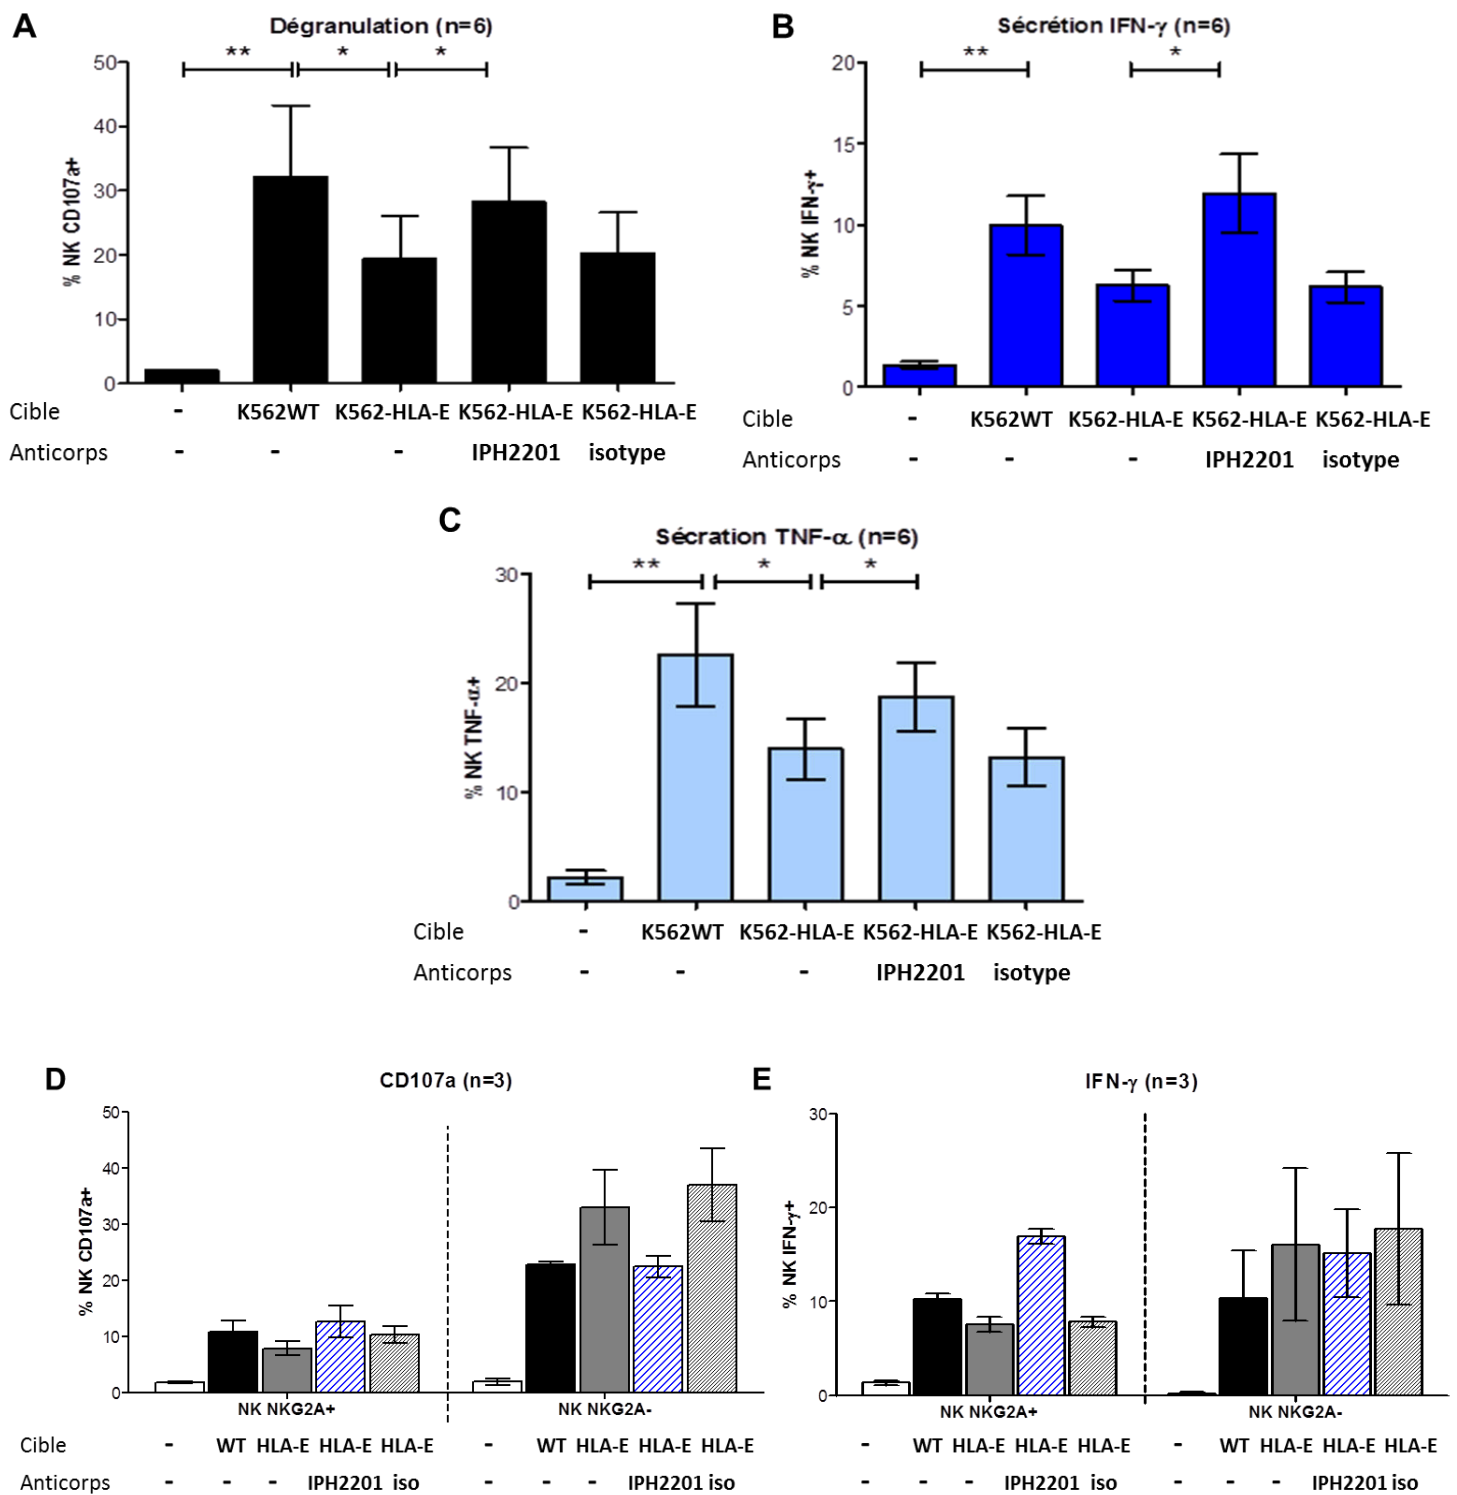 A
Dégranulation (n=6)
** * *
50
40
30
20
10
0
% NK CD107a+
Cible - K562WT K562-HLA-E K562-HLA-E K562-HLA-E
Anticorps - - - IPH2201 isotype
B
Sécrétion IFN-γ (n=6)
** *
20
15
10
5
0
% NK IFN-γ+
Cible - K562WT K562-HLA-E K562-HLA-E K562-HLA-E
Anticorps - - - IPH2201 isotype
C
Sécration TNF-α (n=6)
** * *
30
20
10
0
% NK TNF-α+
Cible - K562WT K562-HLA-E K562-HLA-E K562-HLA-E
Anticorps - - - IPH2201 isotype
D
CD107a (n=3)
50
40
30
20
10
0
% NK CD107a+
NK NKG2A+ NK NKG2A-
Cible - WT HLA-E HLA-E HLA-E - WT HLA-E HLA-E HLA-E
Anticorps - - - IPH2201 iso - - - IPH2201 iso
E
IFN-γ (n=3)
30
20
10
0
% NK IFN-γ+
NK NKG2A+ NK NKG2A-
Cible - WT HLA-E HLA-E HLA-E - WT HLA-E HLA-E HLA-E
Anticorps - - - IPH2201 iso - - - IPH2201 iso